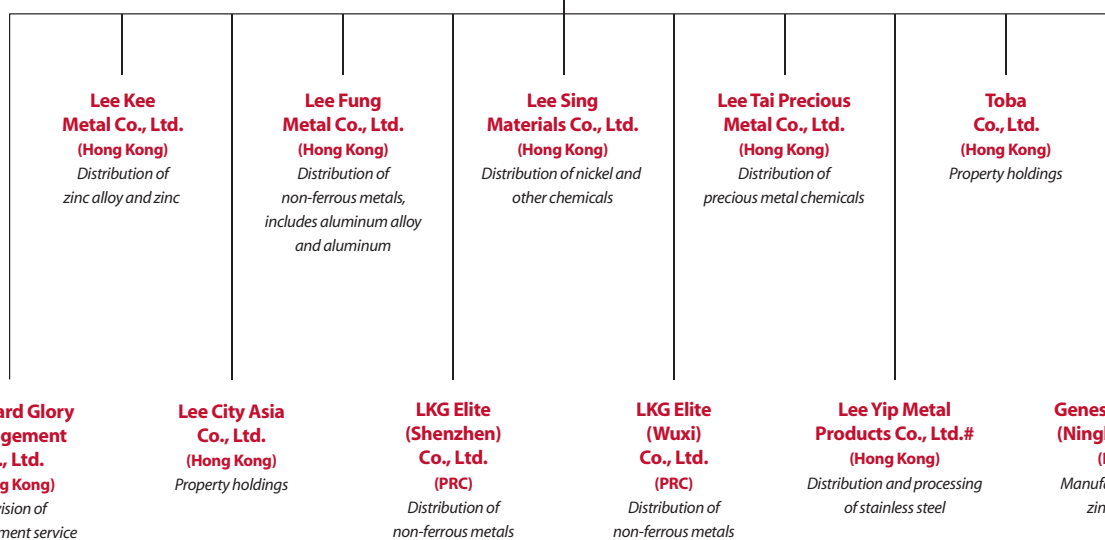 Lee Kee
Metal Co., Ltd.
(Hong Kong)
Distribution of
zinc alloy and zinc
Lee Fung
Metal Co., Ltd.
(Hong Kong)
Distribution of
non-ferrous metals,
includes aluminum alloy
and aluminum
Lee Sing
Materials Co., Ltd.
(Hong Kong)
Distribution of nickel and
other chemicals
Lee Tai Precious
Metal Co., Ltd.
(Hong Kong)
Distribution of
precious metal chemicals
Toba
Co., Ltd.
(Hong Kong)
Property holdings
Glory
Ltd.
Kong)
of
service
Lee City Asia
Co., Ltd.
(Hong Kong)
Property holdings
LKG Elite
(Shenzhen)
Co., Ltd.
(PRC)
Distribution of
non-ferrous metals
LKG Elite
(Wuxi)
Co., Ltd.
(PRC)
Distribution of
non-ferrous metals
Lee Yip Metal
Products Co., Ltd.#
(Hong Kong)
Distribution and processing
of stainless steel